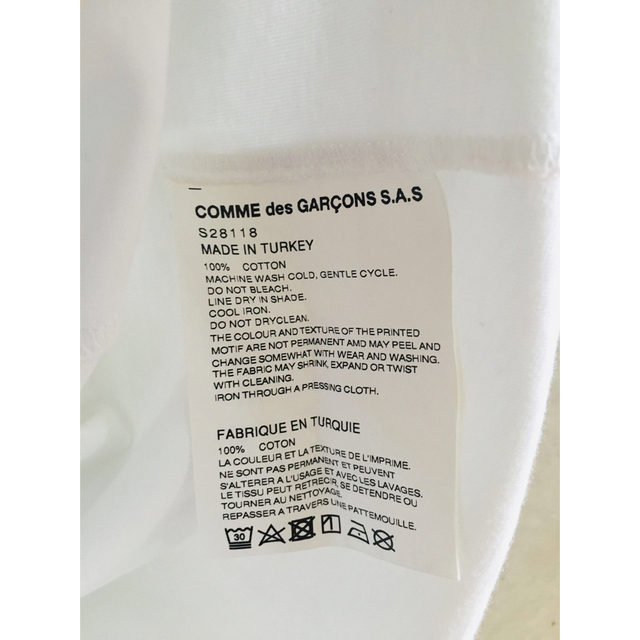 COMME des GARÇONS S.A.S
S28118
MADE IN TURKEY
100% COTTON
MACHINE WASH COLD, GENTLE CYCLE.
DO NOT BLEACH.
LINE DRY IN SHADE.
COOL IRON.
DO NOT DRYCLEAN.
THE COLOUR AND TEXTURE OF THE PRINTED
MOTIF ARE NOT PERMANENT AMD MAY PEEL AND
CHANGE SOMEWHAT WITH WEAR AND WASHING.
THE FABRIC MAY SHRINK, EXPAND OR TWIST
WITH CLEANING.
IRON THROUGH A PRESSING CLOTH.
FABRIQUE EN TURQUIE
100% COTON
LA COULEUR ET LA TEXTURE DE L'IMPRIME.
NE SONT PAS PERMANENT ET PEUVENT
S'ALTERER A L'USAGE ET AVEC LES LAVAGES.
LE TISSU PEUT RETRECIR, SE DETENDRE OU
TOURNER AU NETTOYAGE.
REPASSER A TRAVERS UNE PATTEMOUILLE.
30